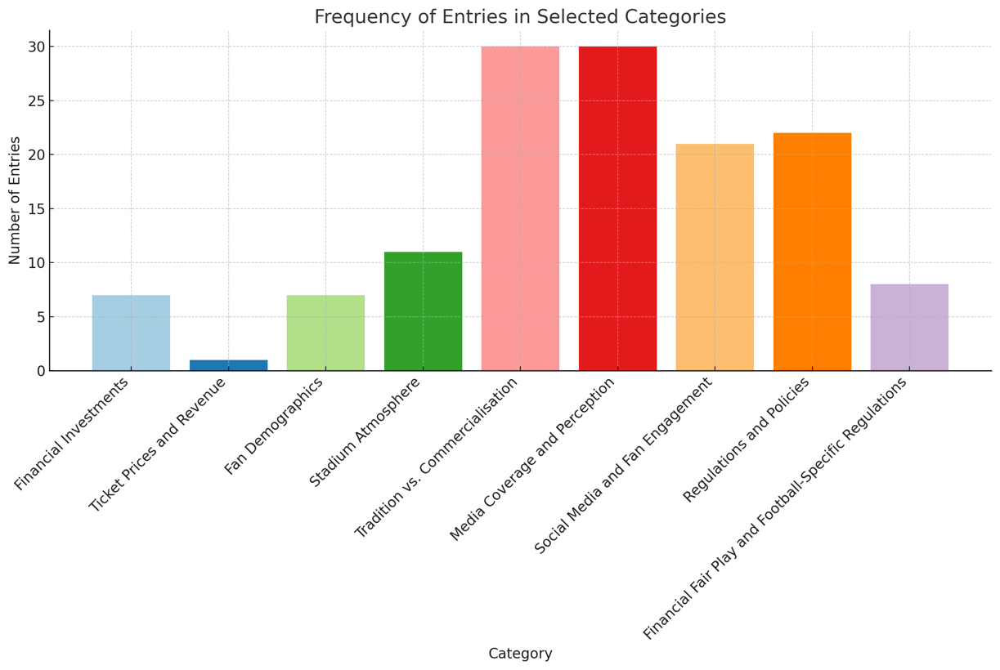 Frequency of Entries in Selected Categories
Number of Entries
30
25
20
15
10
5
0
Financial Investments
Ticket Prices and Revenue
Fan Demographics
Stadium Atmosphere
Tradition vs. Commercialisation
Media Coverage and Perception
Social Media and Fan Engagement
Regulations and Policies
Financial Fair Play and Football-Specific Regulations
Category